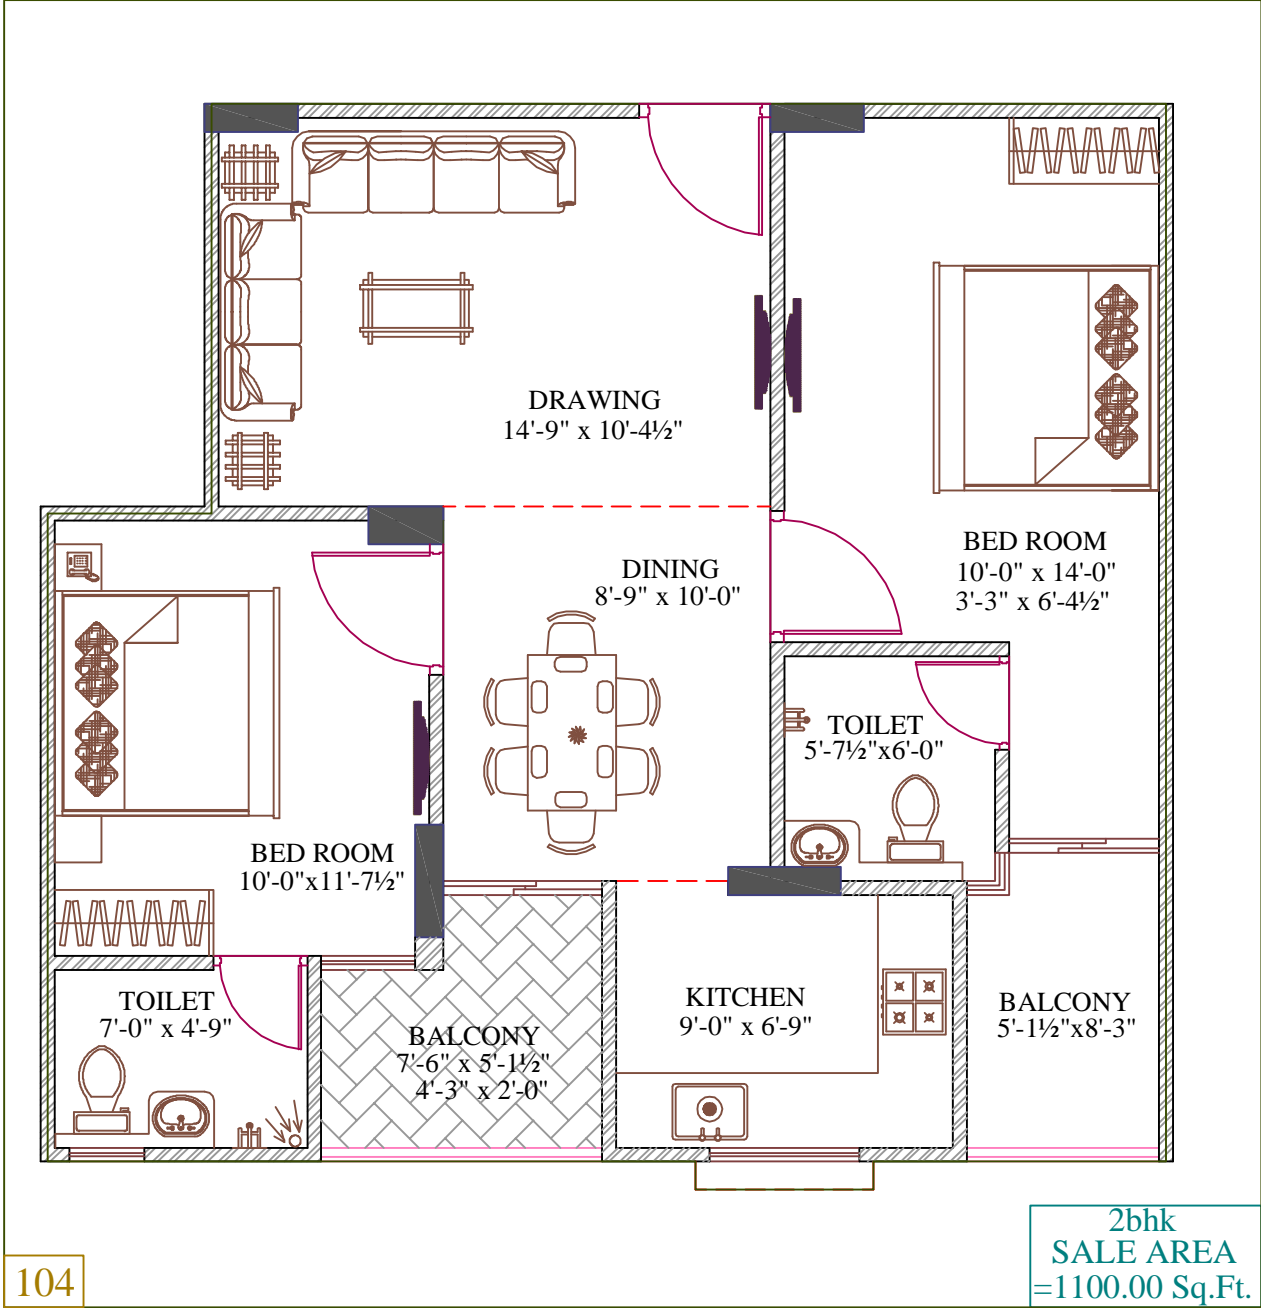 DRAWING
14'-9" x 10'-4½"
BED ROOM
10'-0" x 14'-0"
3'-3" x 6'-4½"
DINING
8'-9" x 10'-0"
TOILET
5'-7½"x6'-0"
BED ROOM
10'-0"x11'-7½"
TOILET
7'-0" x 4'-9"
BALCONY
7'-6" x 5'-1½"
4'-3" x 2'-0"
KITCHEN
9'-0" x 6'-9"
BALCONY
5'-1½"x8'-3"
2bhk
SALE AREA
=1100.00 Sq.Ft.
104